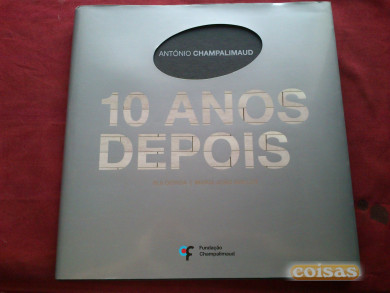 ANTÓNIO CHAMPALIMAUD
10 ANOS
DEPOIS
Fundação
Champalimaud
coisas